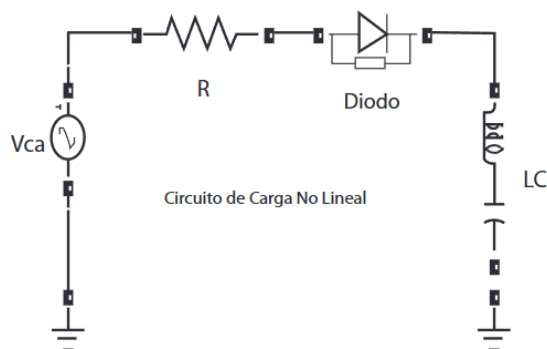 R
Diodo
Vca
Circuito de Carga No Lineal
LC